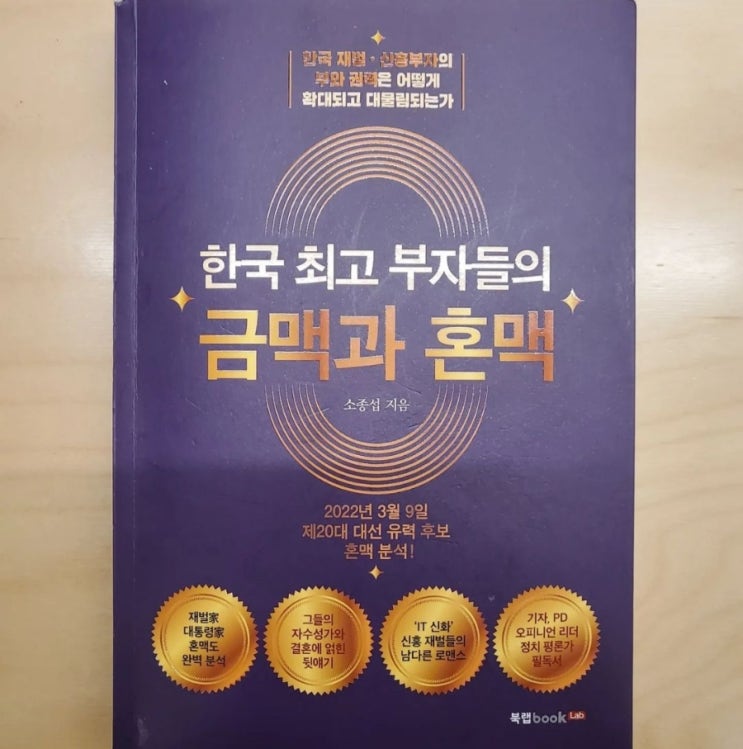 한국 재벌·신흥부자의
부와 권력은 어떻게
확대되고 대물림되는가
한국 최고 부자들의
금맥과 혼맥
소종섭 지음
2022년 3월 9일
제20대 대선 유력 후보
혼맥 분석!
재벌家
대통령家
혼맥도
완벽 분석
그들의
자수성가와
결혼에 얽힌
뒷얘기
'IT 신화'
신흥 재벌들의
남다른 로맨스
기자, PD
오피니언 리더
정치 평론가
필독서
북랩book Lab